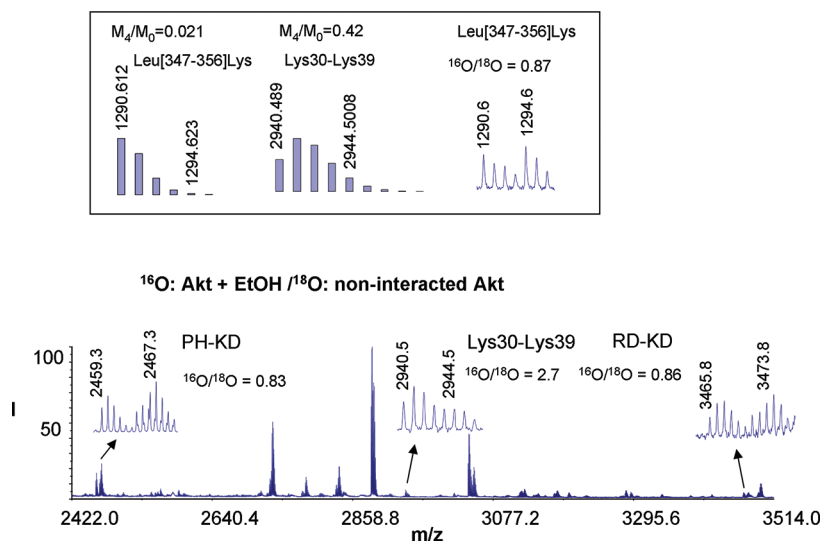 M₄/M₀=0.021
Leu[347-356]Lys
1290.612
1294.623
M₄/M₀=0.42
Lys30-Lys39
2940.489
2944.5008
Leu[347-356]Lys
¹⁶O/¹⁸O = 0.87
1290.6
1294.6
¹⁶O: Akt + EtOH /¹⁸O: non-interacted Akt
100
50
I
2459.3
2467.3
PH-KD
¹⁶O/¹⁸O = 0.83
2940.5
2944.5
Lys30-Lys39
¹⁶O/¹⁸O = 2.7
RD-KD
¹⁶O/¹⁸O = 0.86
3465.8
3473.8
2422.0 2640.4 2858.8 3077.2 3295.6 3514.0
m/z